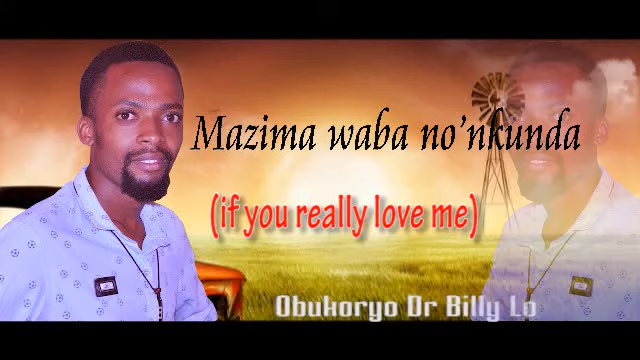 Mazima waba no'nkunda
(if you really love me)
Obukoryo Dr Billy Lo